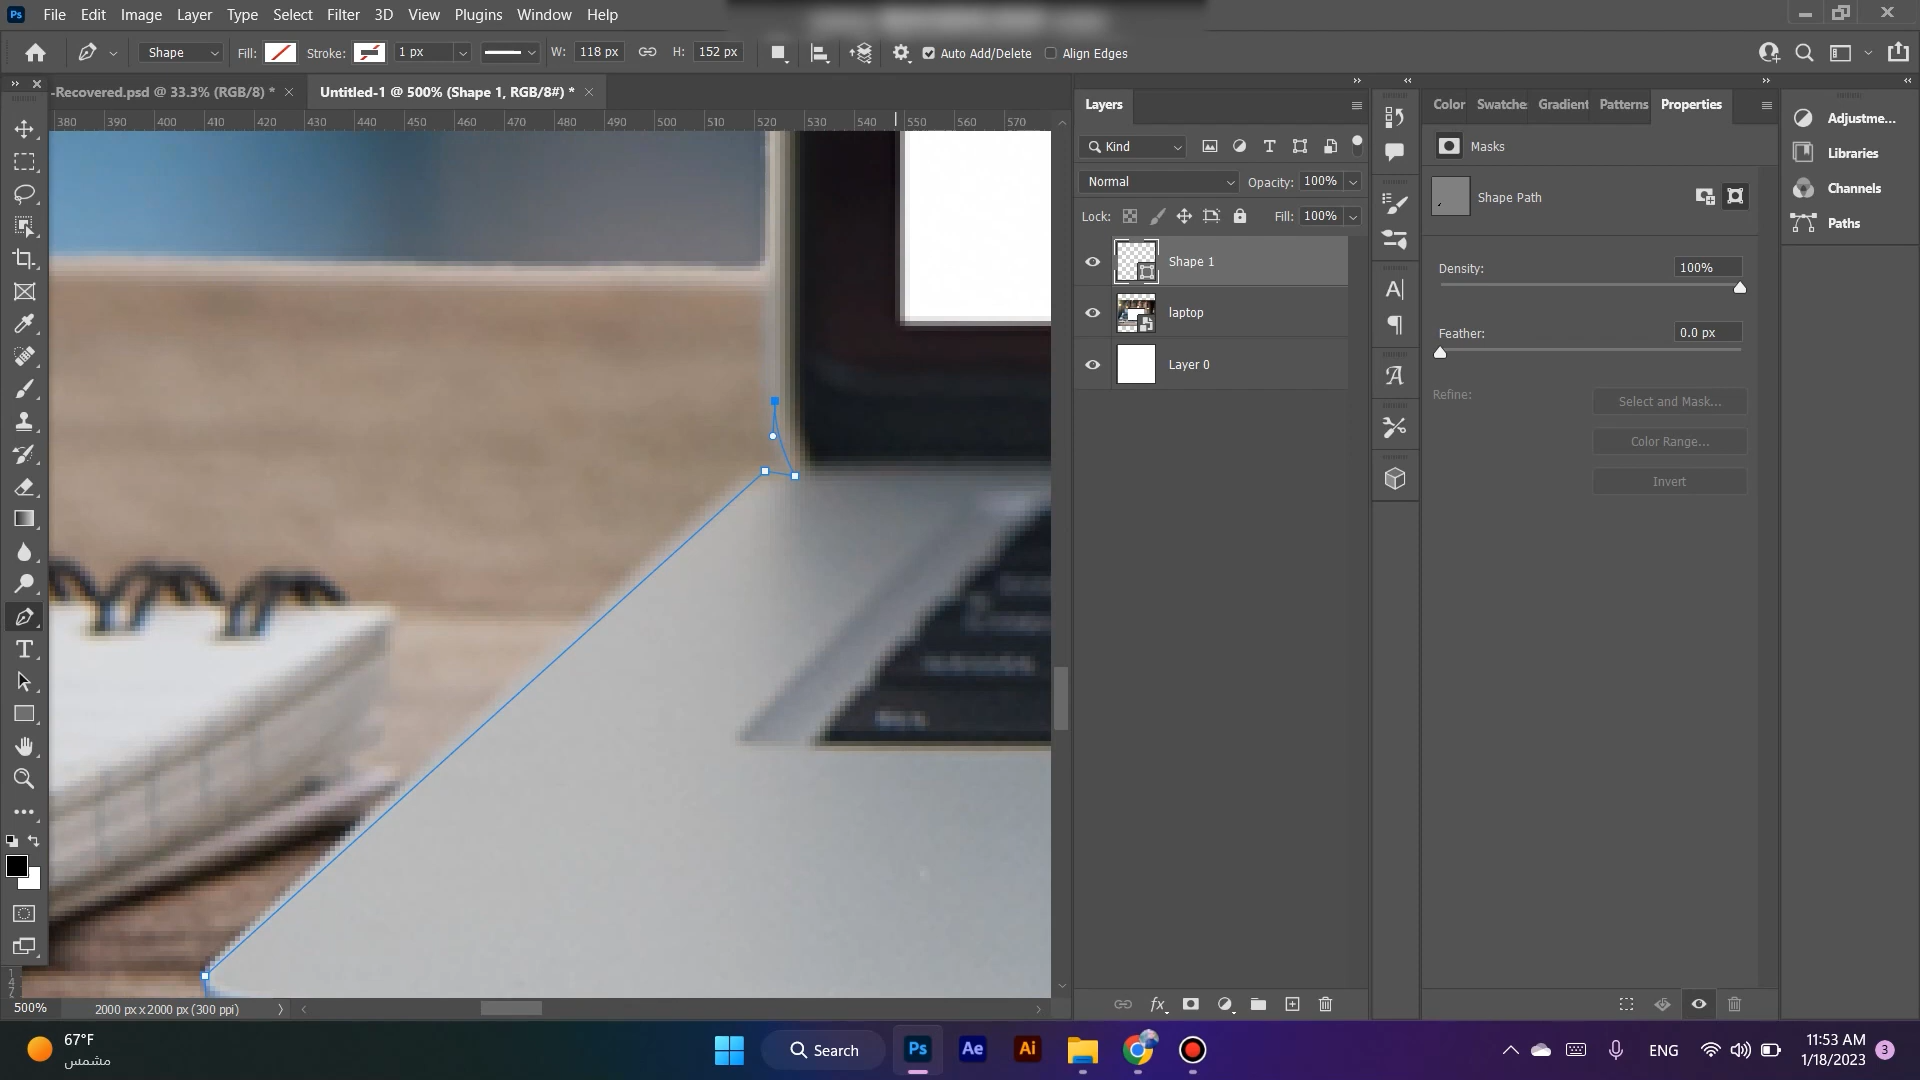 Ps File Edit Image Layer Type Select Filter 3D View Plugins Window Help
Shape Fill: Stroke: 1 px W: 118 px H: 152 px Auto Add/Delete Align Edges
-Recovered.psd @ 33.3% (RGB/8) * Untitled-1 @ 500% (Shape 1, RGB/8#) *
380 390 400 410 420 430 440 450 460 470 480 490 500 510 520 530 540 550 560 570
Layers
Kind
Normal Opacity: 100%
Lock: Fill: 100%
Shape 1
laptop
Layer 0
Color Swatche Gradient Patterns Properties
Masks
Shape Path
Density: 100%
Feather: 0.0 px
Refine: Select and Mask...
Color Range...
Invert
Adjustme...
Libraries
Channels
Paths
500% 2000 px x 2000 px (300 ppi)
67°F
مشمس
Search
Ps Ae Ai
ENG
11:53 AM
1/18/2023
3